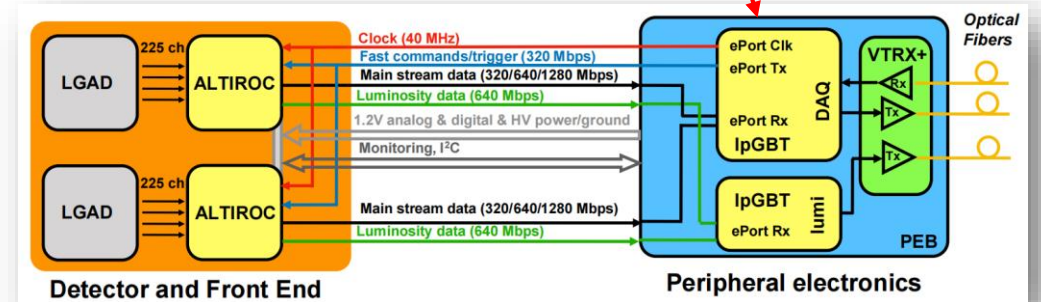 Optical
Fibers
225 ch
LGAD
ALTIROC
Clock (40 MHz)
Fast commands/trigger (320 Mbps)
Main stream data (320/640/1280 Mbps)
Luminosity data (640 Mbps)
1.2V analog & digital & HV power/ground
Monitoring, I²C
225 ch
LGAD
ALTIROC
Main stream data (320/640/1280 Mbps)
Luminosity data (640 Mbps)
ePort Clk
ePort Tx
ePort Rx
lpGBT
DAQ
VTRX+
Rx
Tx
Tx
lpGBT
ePort Rx
lumi
PEB
Detector and Front End
Peripheral electronics